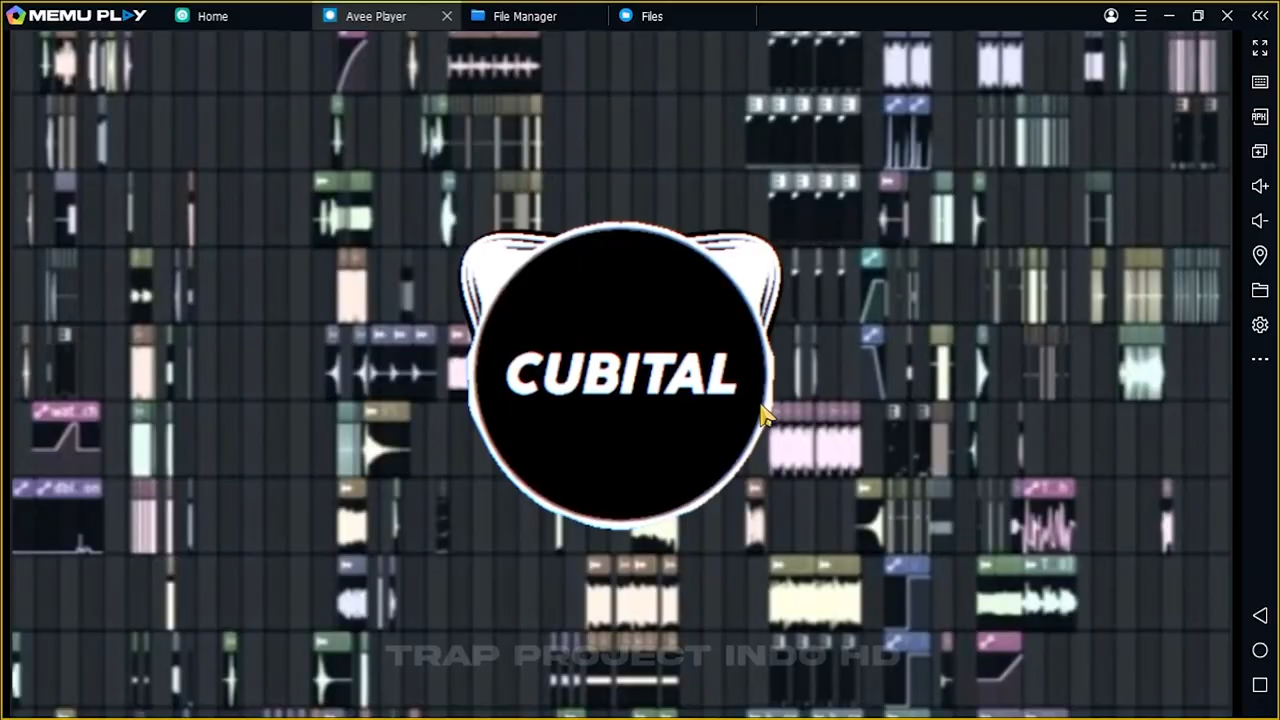 MEMU PLAY
Home
Avee Player
File Manager
Files
CUBITAL
TRAP PROJECT INDO HD